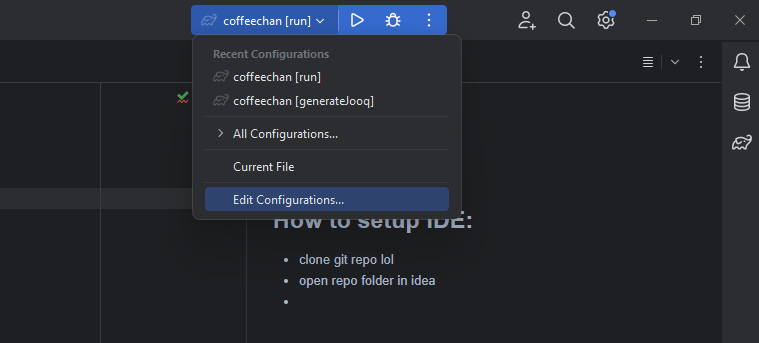 coffeechan [run]
Recent Configurations
coffeechan [run]
coffeechan [generateJooq]
All Configurations...
Current File
Edit Configurations...
How to setup IDE:
clone git repo lol
open repo folder in idea